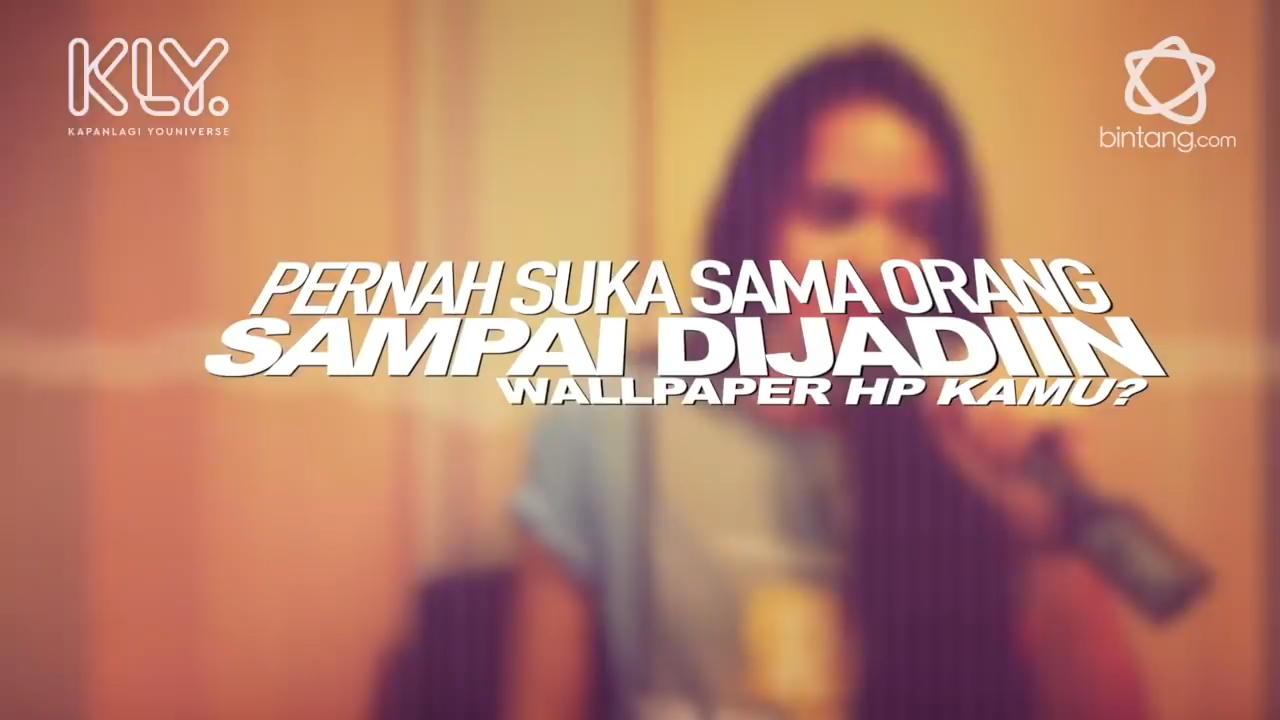 KLY.
KAPANLAGI YOUNIVERSE
bintang.com
PERNAH SUKA SAMA ORANG
SAMPAI DIJADIIN
WALLPAPER HP KAMU?